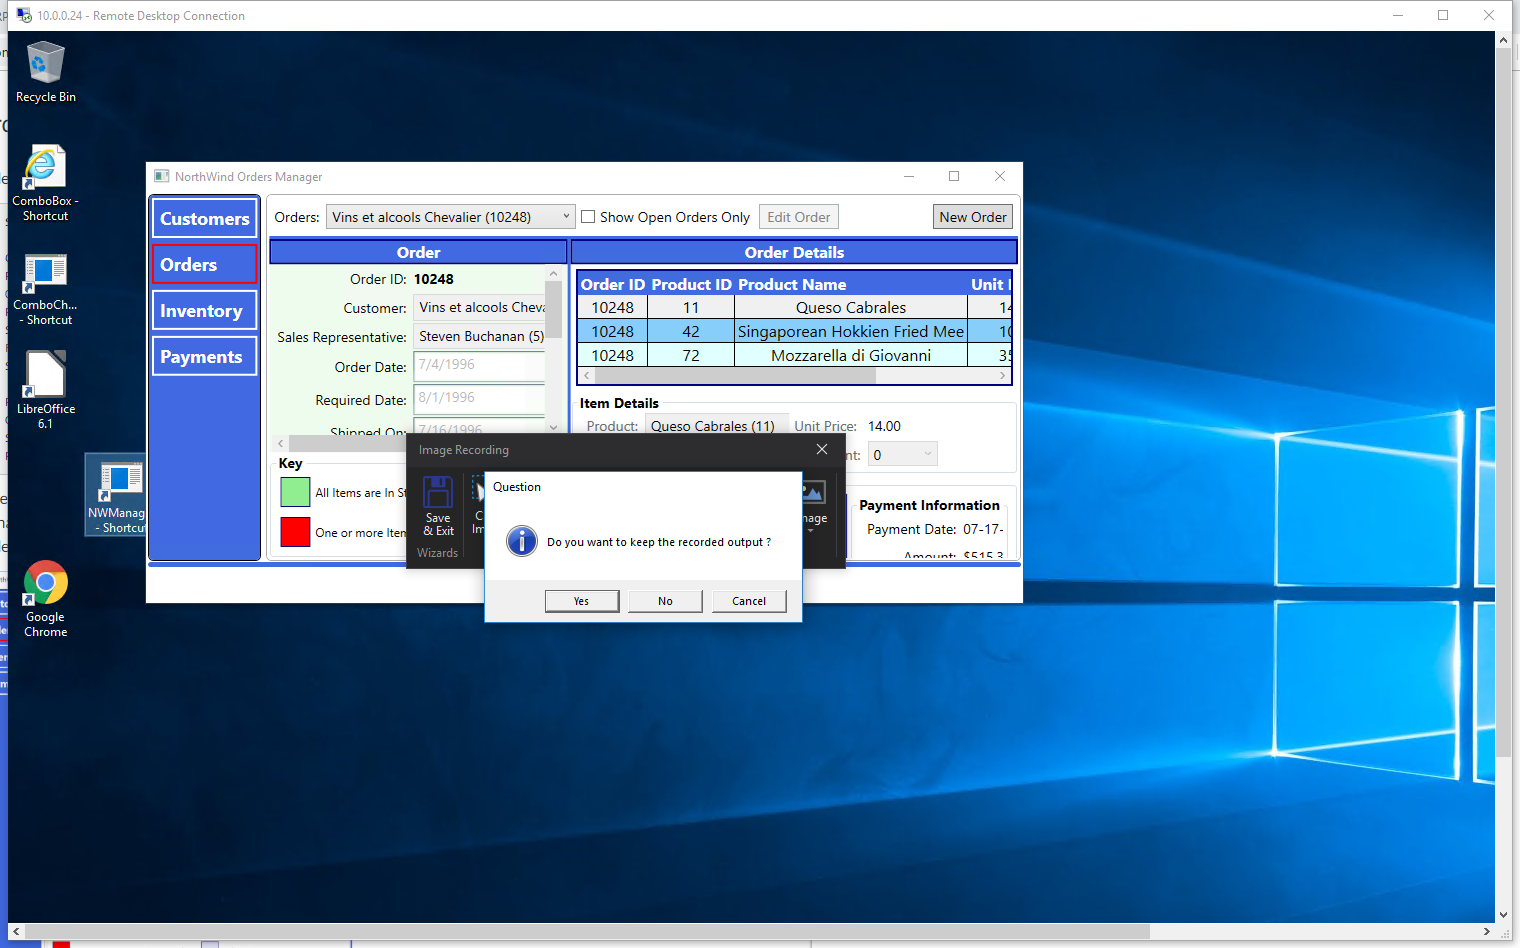 10.0.0.24 - Remote Desktop Connection
Recycle Bin
ComboBox -
Shortcut
ComboCh...
- Shortcut
LibreOffice
6.1
NWManag
- Shortcut
Google
Chrome
NorthWind Orders Manager
Customers
Orders
Inventory
Payments
Orders: Vins et alcools Chevalier (10248) Show Open Orders Only Edit Order New Order
Order
Order ID: 10248
Customer: Vins et alcools Cheva
Sales Representative: Steven Buchanan (5)
Order Date: 7/4/1996
Required Date: 8/1/1996
Shipped On: 7/16/1996
Key
All Items are In St
One or more Item
Order Details
Order ID Product ID Product Name Unit
10248 11 Queso Cabrales 14
10248 42 Singaporean Hokkien Fried Mee 10
10248 72 Mozzarella di Giovanni 35
Item Details
Product: Queso Cabrales (11) Unit Price: 14.00
nt: 0
Payment Information
Payment Date: 07-17-
Amount: $515.3
Image Recording
Save
& Exit
Wizards
C
Im
mage
Question
Do you want to keep the recorded output ?
Yes No Cancel